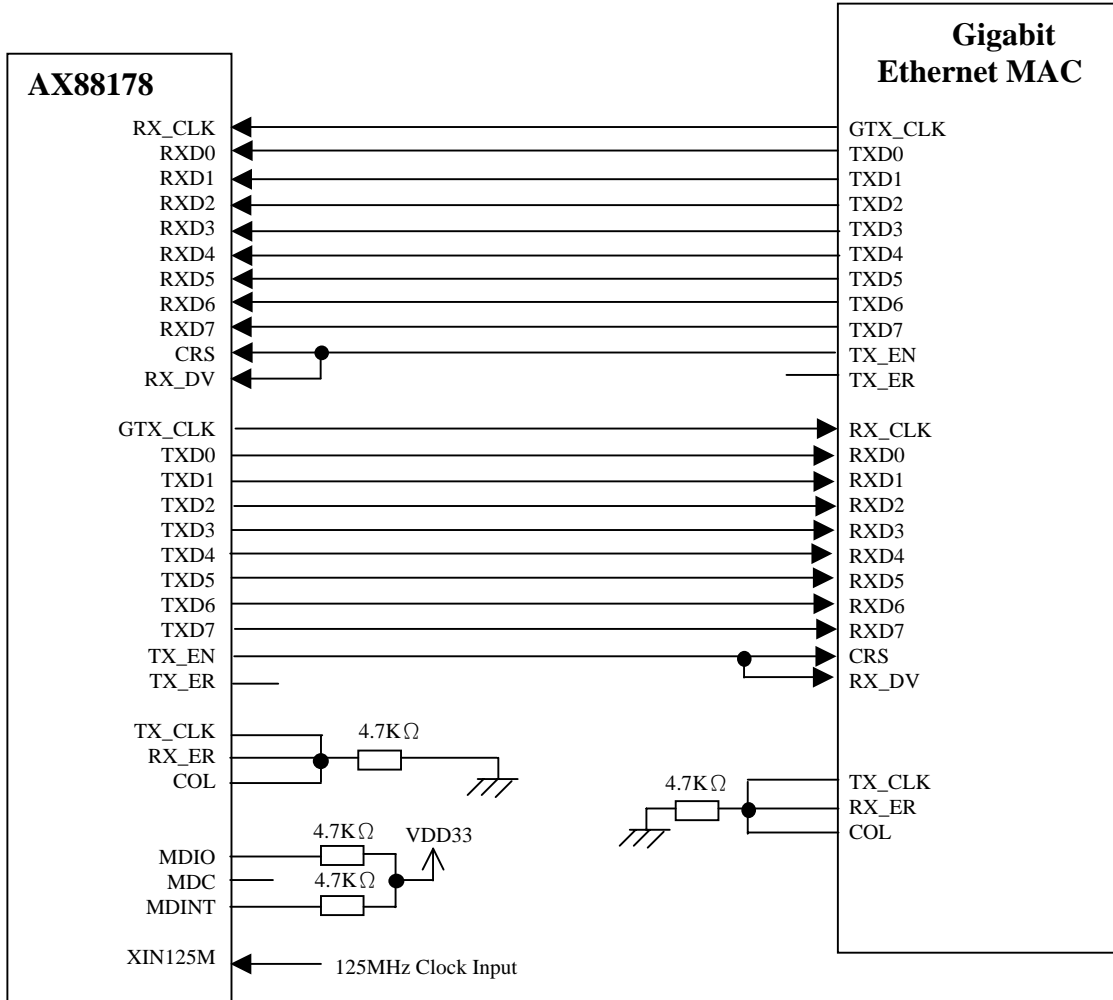 AX88178
RX_CLK
RXD0
RXD1
RXD2
RXD3
RXD4
RXD5
RXD6
RXD7
CRS
RX_DV
GTX_CLK
TXD0
TXD1
TXD2
TXD3
TXD4
TXD5
TXD6
TXD7
TX_EN
TX_ER
TX_CLK
RX_ER
COL
4.7KΩ
MDIO
MDC
MDINT
4.7KΩ
4.7KΩ
VDD33
XIN125M
125MHz Clock Input
Gigabit
Ethernet MAC
GTX_CLK
TXD0
TXD1
TXD2
TXD3
TXD4
TXD5
TXD6
TXD7
TX_EN
TX_ER
RX_CLK
RXD0
RXD1
RXD2
RXD3
RXD4
RXD5
RXD6
RXD7
CRS
RX_DV
4.7KΩ
TX_CLK
RX_ER
COL